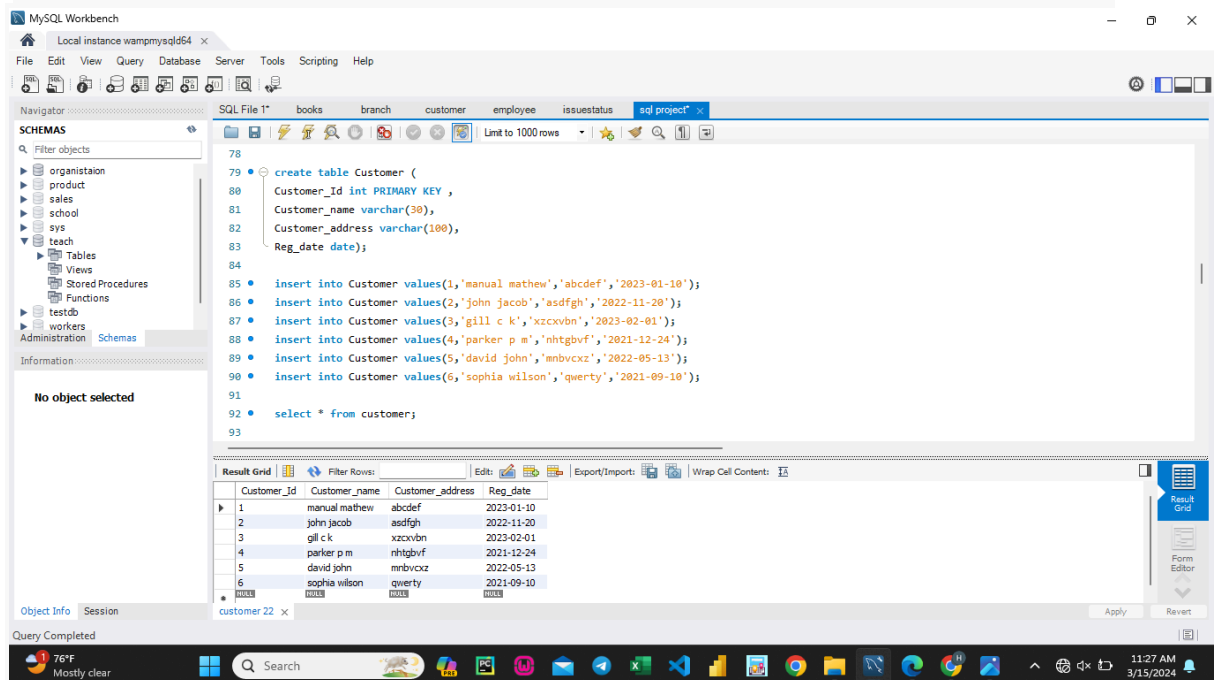 MySQL Workbench
Local instance wampmysqld64
File Edit View Query Database Server Tools Scripting Help
Navigator
SCHEMAS
Filter objects
organistaion
product
sales
school
sys
teach
Tables
Views
Stored Procedures
Functions
testdb
workers
Administration Schemas
Information
No object selected
SQL File 1* books branch customer employee issuestatus sql project*
Limit to 1000 rows
78
79 create table Customer (
80 Customer_Id int PRIMARY KEY ,
81 Customer_name varchar(30),
82 Customer_address varchar(100),
83 Reg_date date);
84
85 insert into Customer values(1,'manual mathew','abcdef','2023-01-10');
86 insert into Customer values(2,'john jacob','asdfgh','2022-11-20');
87 insert into Customer values(3,'gill c k','xzcxvbn','2023-02-01');
88 insert into Customer values(4,'parker p m','nhtgbvf','2021-12-24');
89 insert into Customer values(5,'david john','mnbvcxz','2022-05-13');
90 insert into Customer values(6,'sophia wilson','qwerty','2021-09-10');
91
92 select * from customer;
93
Result Grid Filter Rows: Edit: Export/Import: Wrap Cell Content:
Customer_Id Customer_name Customer_address Reg_date
1 manual mathew abcdef 2023-01-10
2 john jacob asdfgh 2022-11-20
3 gill c k xzcxvbn 2023-02-01
4 parker p m nhtgbvf 2021-12-24
5 david john mnbvcxz 2022-05-13
6 sophia wilson qwerty 2021-09-10
NULL NULL NULL NULL
Result
Grid
Form
Editor
Object Info Session
customer 22
Apply Revert
Query Completed
1
76°F
Mostly clear
Search
PRE
PC
H
11:27 AM
3/15/2024